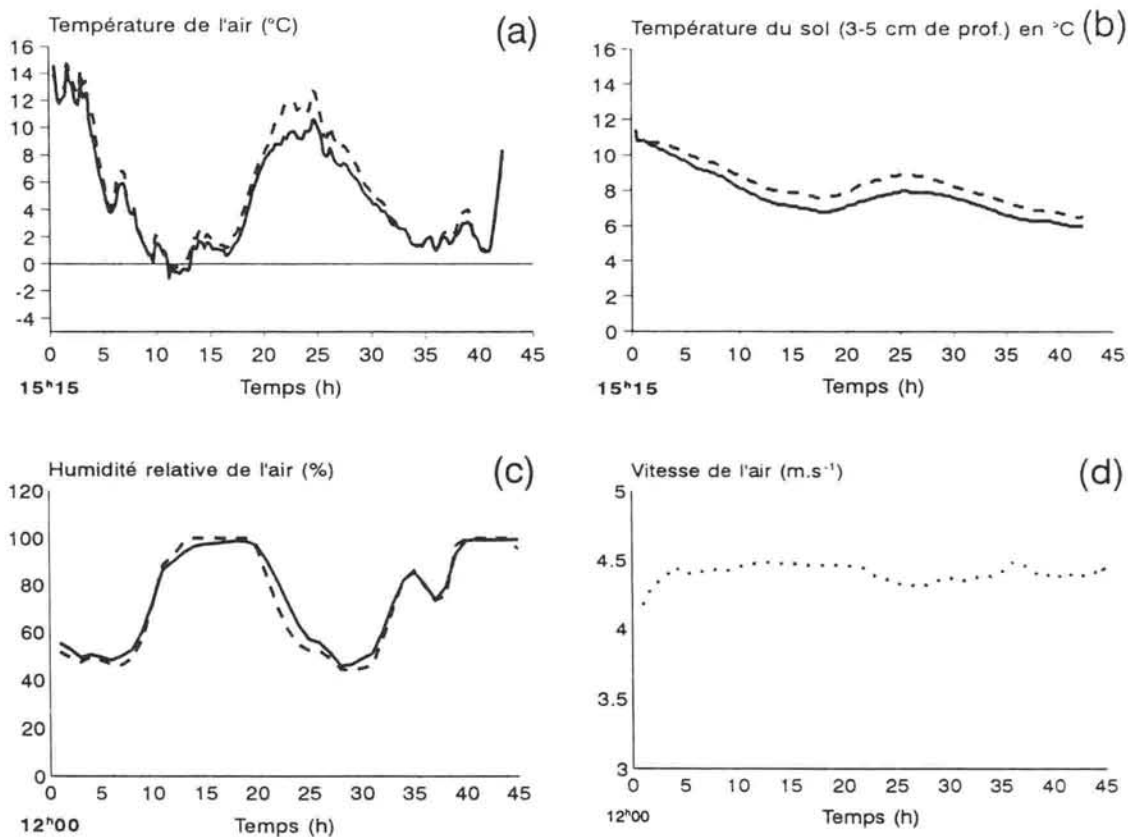 Température de l'air (°C)
(a)
16
14
12
10
8
6
4
2
0
-2
-4
0 5 10 15 20 25 30 35 40 45
15ʰ15
Temps (h)
Température du sol (3-5 cm de prof.) en °C
(b)
16
14
12
10
8
6
4
2
0
0 5 10 15 20 25 30 35 40 45
15ʰ15
Temps (h)
Humidité relative de l'air (%)
(c)
120
100
80
60
40
20
0
0 5 10 15 20 25 30 35 40 45
12ʰ00
Temps (h)
Vitesse de l'air (m.s⁻¹)
(d)
5
4.5
4
3.5
3
0 5 10 15 20 25 30 35 40 45
12ʰ00
Temps (h)